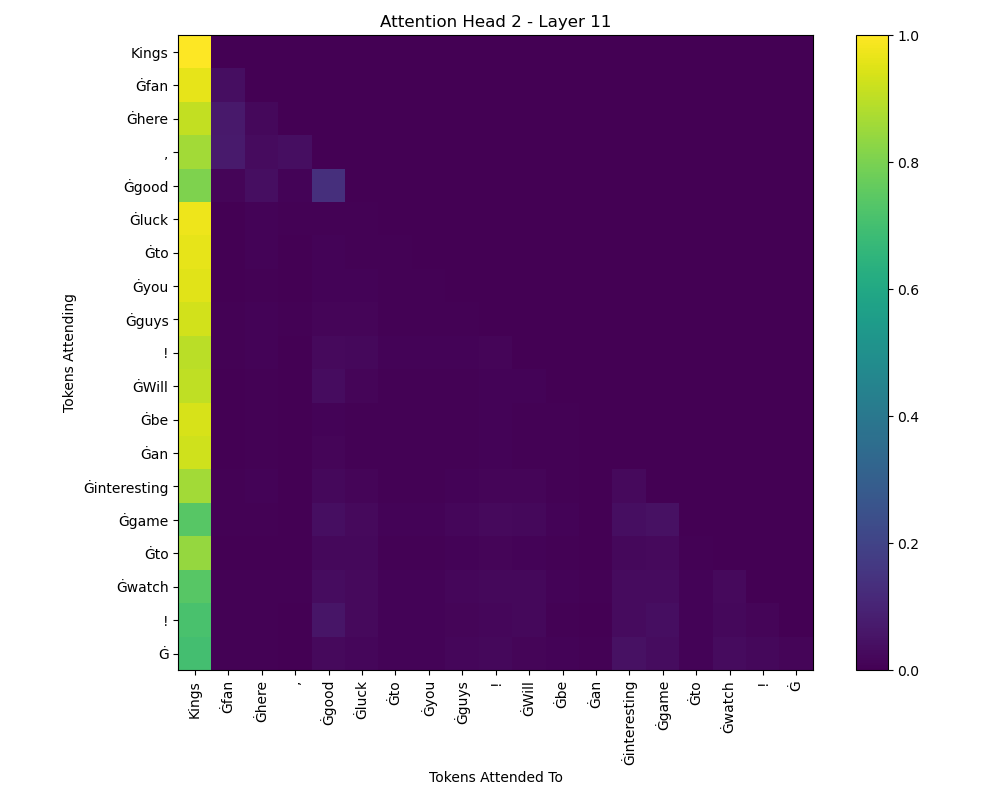 Attention Head 2 - Layer 11
Tokens Attending
Kings
Ġfan
Ġhere
,
Ġgood
Ġluck
Ġto
Ġyou
Ġguys
!
ĠWill
Ġbe
Ġan
Ġinteresting
Ġgame
Ġto
Ġwatch
!
Ġ
Kings
Ġfan
Ġhere
,
Ġgood
Ġluck
Ġto
Ġyou
Ġguys
!
ĠWill
Ġbe
Ġan
Ġinteresting
Ġgame
Ġto
Ġwatch
!
Ġ
Tokens Attended To
1.0
0.8
0.6
0.4
0.2
0.0